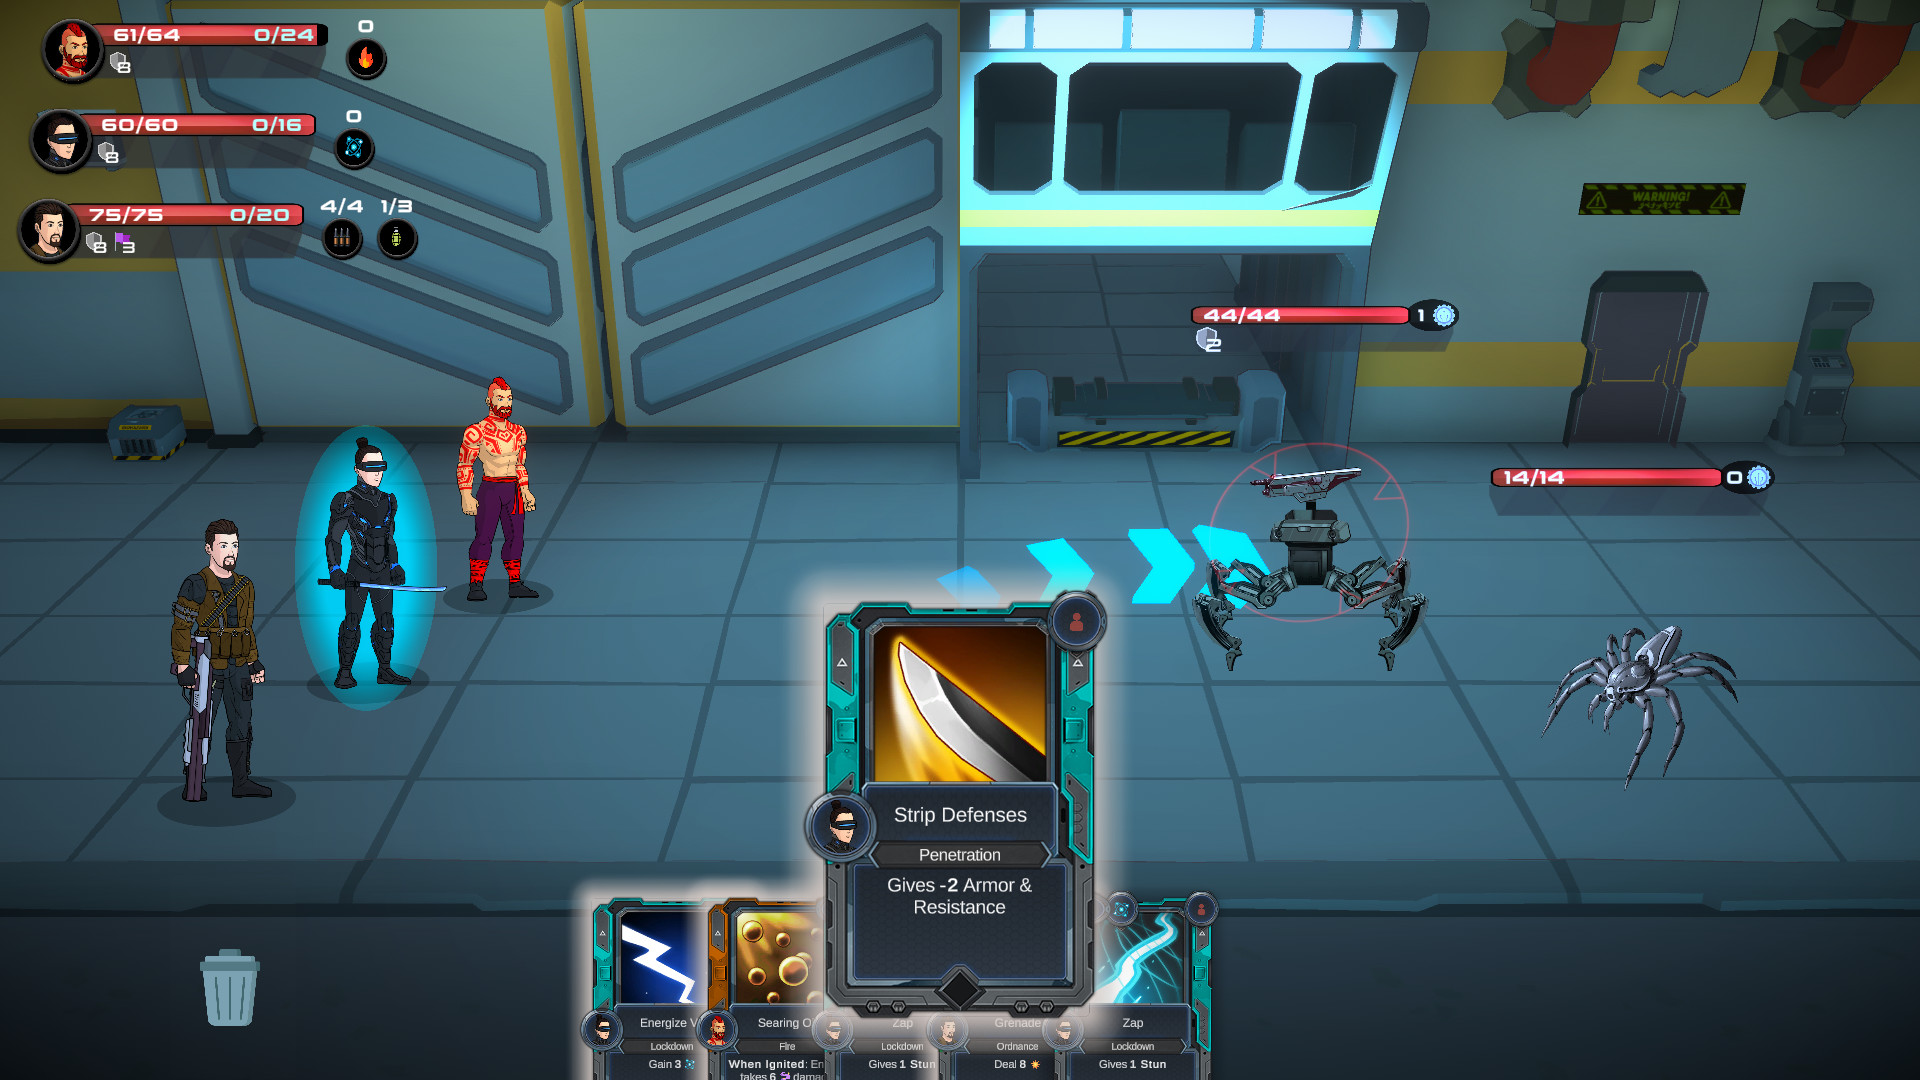 61/64 0/24 0
8
60/60 0/16 0
8
75/75 0/20 4/4 1/3
8 3
WARNING!
44/44 1
2
14/14 0
Strip Defenses
Penetration
Gives -2 Armor &
Resistance
Energize
Lockdown
Gain 3
Searing
Fire
When Ignited:
takes 6
Zap
Lockdown
Gives 1 Stun
Grenade
Ordnance
Deal 8
Zap
Lockdown
Gives 1 Stun